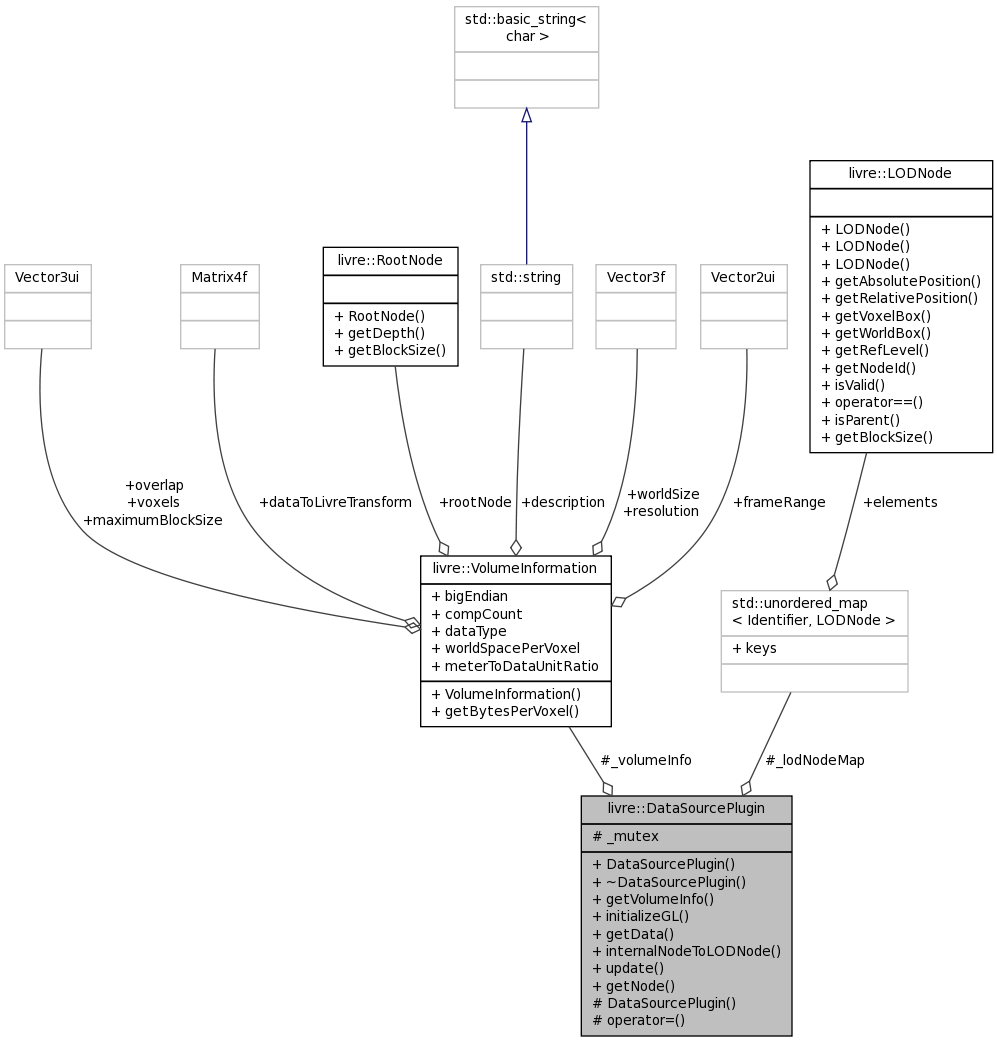 std::basic_string<
char >
livre::LODNode
+ LODNode()
+ LODNode()
+ LODNode()
+ getAbsolutePosition()
+ getRelativePosition()
+ getVoxelBox()
+ getWorldBox()
+ getRefLevel()
+ getNodeId()
+ isValid()
+ operator==()
+ isParent()
+ getBlockSize()
Vector3ui
Matrix4f
livre::RootNode
+ RootNode()
+ getDepth()
+ getBlockSize()
std::string
Vector3f
Vector2ui
+overlap
+voxels
+maximumBlockSize
+dataToLivreTransform
+rootNode
+description
+worldSize
+resolution
+frameRange
+elements
livre::VolumeInformation
+ bigEndian
+ compCount
+ dataType
+ worldSpacePerVoxel
+ meterToDataUnitRatio
+ VolumeInformation()
+ getBytesPerVoxel()
std::unordered_map
< Identifier, LODNode >
+ keys
#_volumeInfo
#_lodNodeMap
livre::DataSourcePlugin
# _mutex
+ DataSourcePlugin()
+ ~DataSourcePlugin()
+ getVolumeInfo()
+ initializeGL()
+ getData()
+ internalNodeToLODNode()
+ update()
+ getNode()
# DataSourcePlugin()
# operator=()